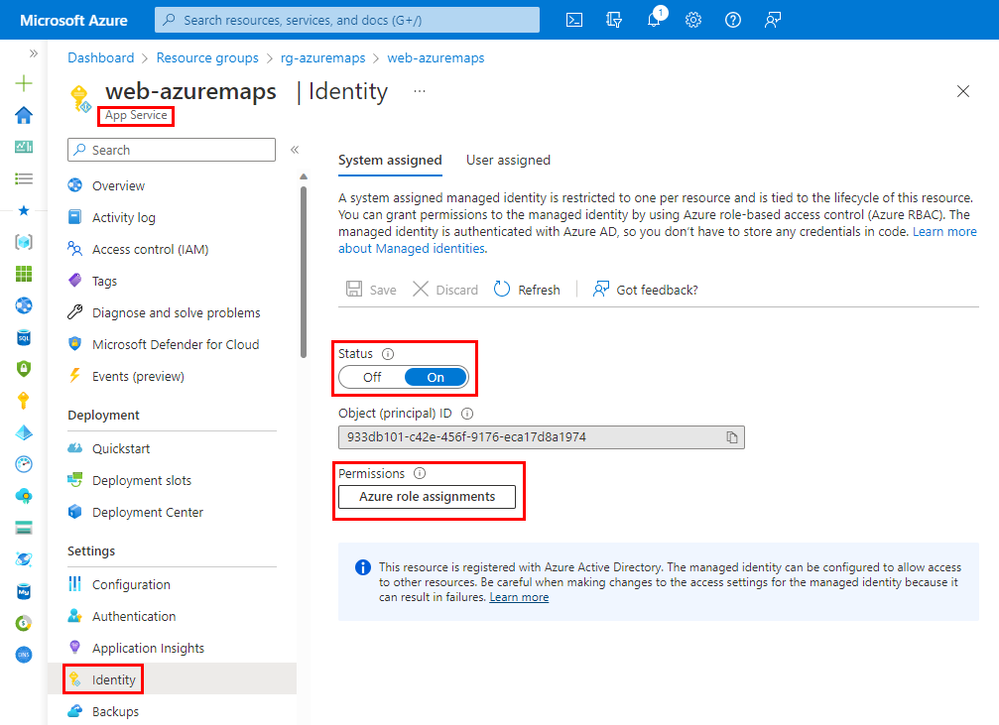 Microsoft Azure
Search resources, services, and docs (G+/)
1
Dashboard > Resource groups > rg-azuremaps > web-azuremaps
web-azuremaps | Identity ...
App Service
Search
Overview
Activity log
Access control (IAM)
Tags
Diagnose and solve problems
Microsoft Defender for Cloud
Events (preview)
Deployment
Quickstart
Deployment slots
Deployment Center
Settings
Configuration
Authentication
Application Insights
Identity
Backups
System assigned User assigned
A system assigned managed identity is restricted to one per resource and is tied to the lifecycle of this resource.
You can grant permissions to the managed identity by using Azure role-based access control (Azure RBAC). The
managed identity is authenticated with Azure AD, so you don't have to store any credentials in code. Learn more
about Managed identities.
Save Discard Refresh Got feedback?
Status
Off On
Object (principal) ID
933db101-c42e-456f-9176-eca17d8a1974
Permissions
Azure role assignments
This resource is registered with Azure Active Directory. The managed identity can be configured to allow access
to other resources. Be careful when making changes to the access settings for the managed identity because it
can result in failures. Learn more
SQL
My
DNS